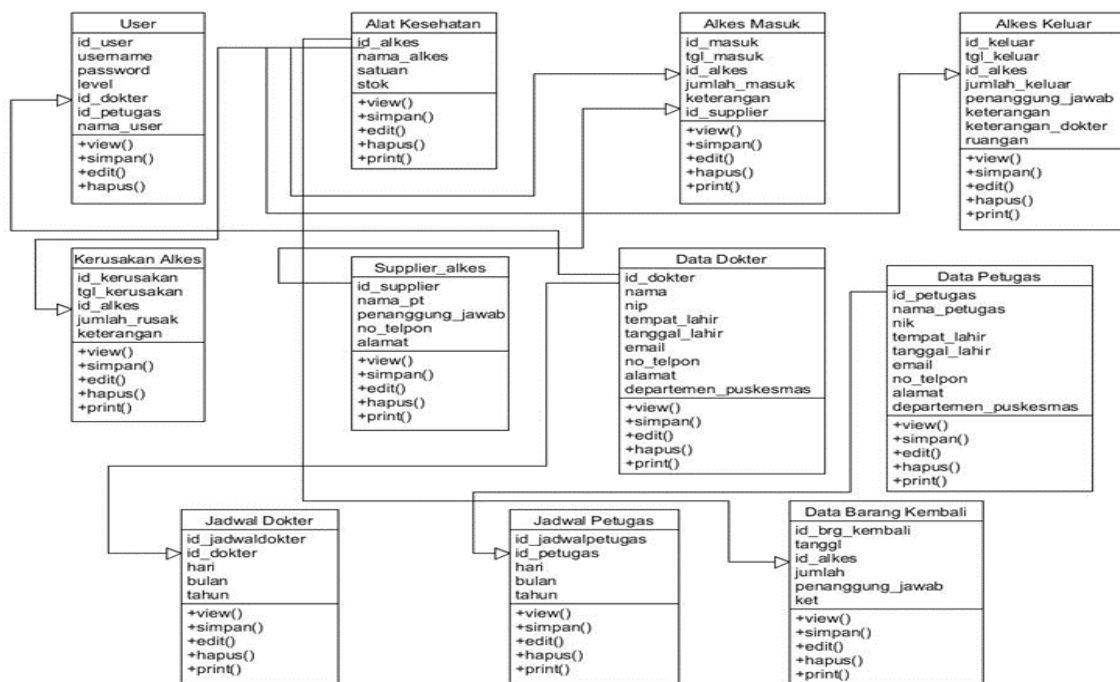 User
id_user
username
password
level
id_dokter
id_petugas
nama_user
+view()
+simpan()
+edit()
+hapus()
Alat Kesehatan
id_alkes
nama_alkes
satuan
stok
+view()
+simpan()
+edit()
+hapus()
+print()
Alkes Masuk
id_masuk
tgl_masuk
id_alkes
jumlah_masuk
keterangan
id_supplier
+view()
+simpan()
+edit()
+hapus()
+print()
Alkes Keluar
id_keluar
tgl_keluar
id_alkes
jumlah_keluar
penanggung_jawab
keterangan
keterangan_dokter
ruangan
+view()
+simpan()
+edit()
+hapus()
+print()
Kerusakan Alkes
id_kerusakan
tgl_kerusakan
id_alkes
jumlah_rusak
keterangan
+view()
+simpan()
+edit()
+hapus()
+print()
Supplier_alkes
id_supplier
nama_pt
penanggung_jawab
no_telpon
alamat
+view()
+simpan()
+edit()
+hapus()
+print()
Data Dokter
id_dokter
nama
nip
tempat_lahir
tanggal_lahir
email
no_telpon
alamat
departemen_puskesmas
+view()
+simpan()
+edit()
+hapus()
+print()
Data Petugas
id_petugas
nama_petugas
nik
tempat_lahir
tanggal_lahir
email
no_telpon
alamat
departemen_puskesmas
+view()
+simpan()
+edit()
+hapus()
+print()
Jadwal Dokter
id_jadwaldokter
id_dokter
hari
bulan
tahun
+view()
+simpan()
+edit()
+hapus()
+print()
Jadwal Petugas
id_jadwalpetugas
id_petugas
hari
bulan
tahun
+view()
+simpan()
+edit()
+hapus()
+print()
Data Barang Kembali
id_brg_kembali
tanggl
id_alkes
jumlah
penanggung_jawab
ket
+view()
+simpan()
+edit()
+hapus()
+print()